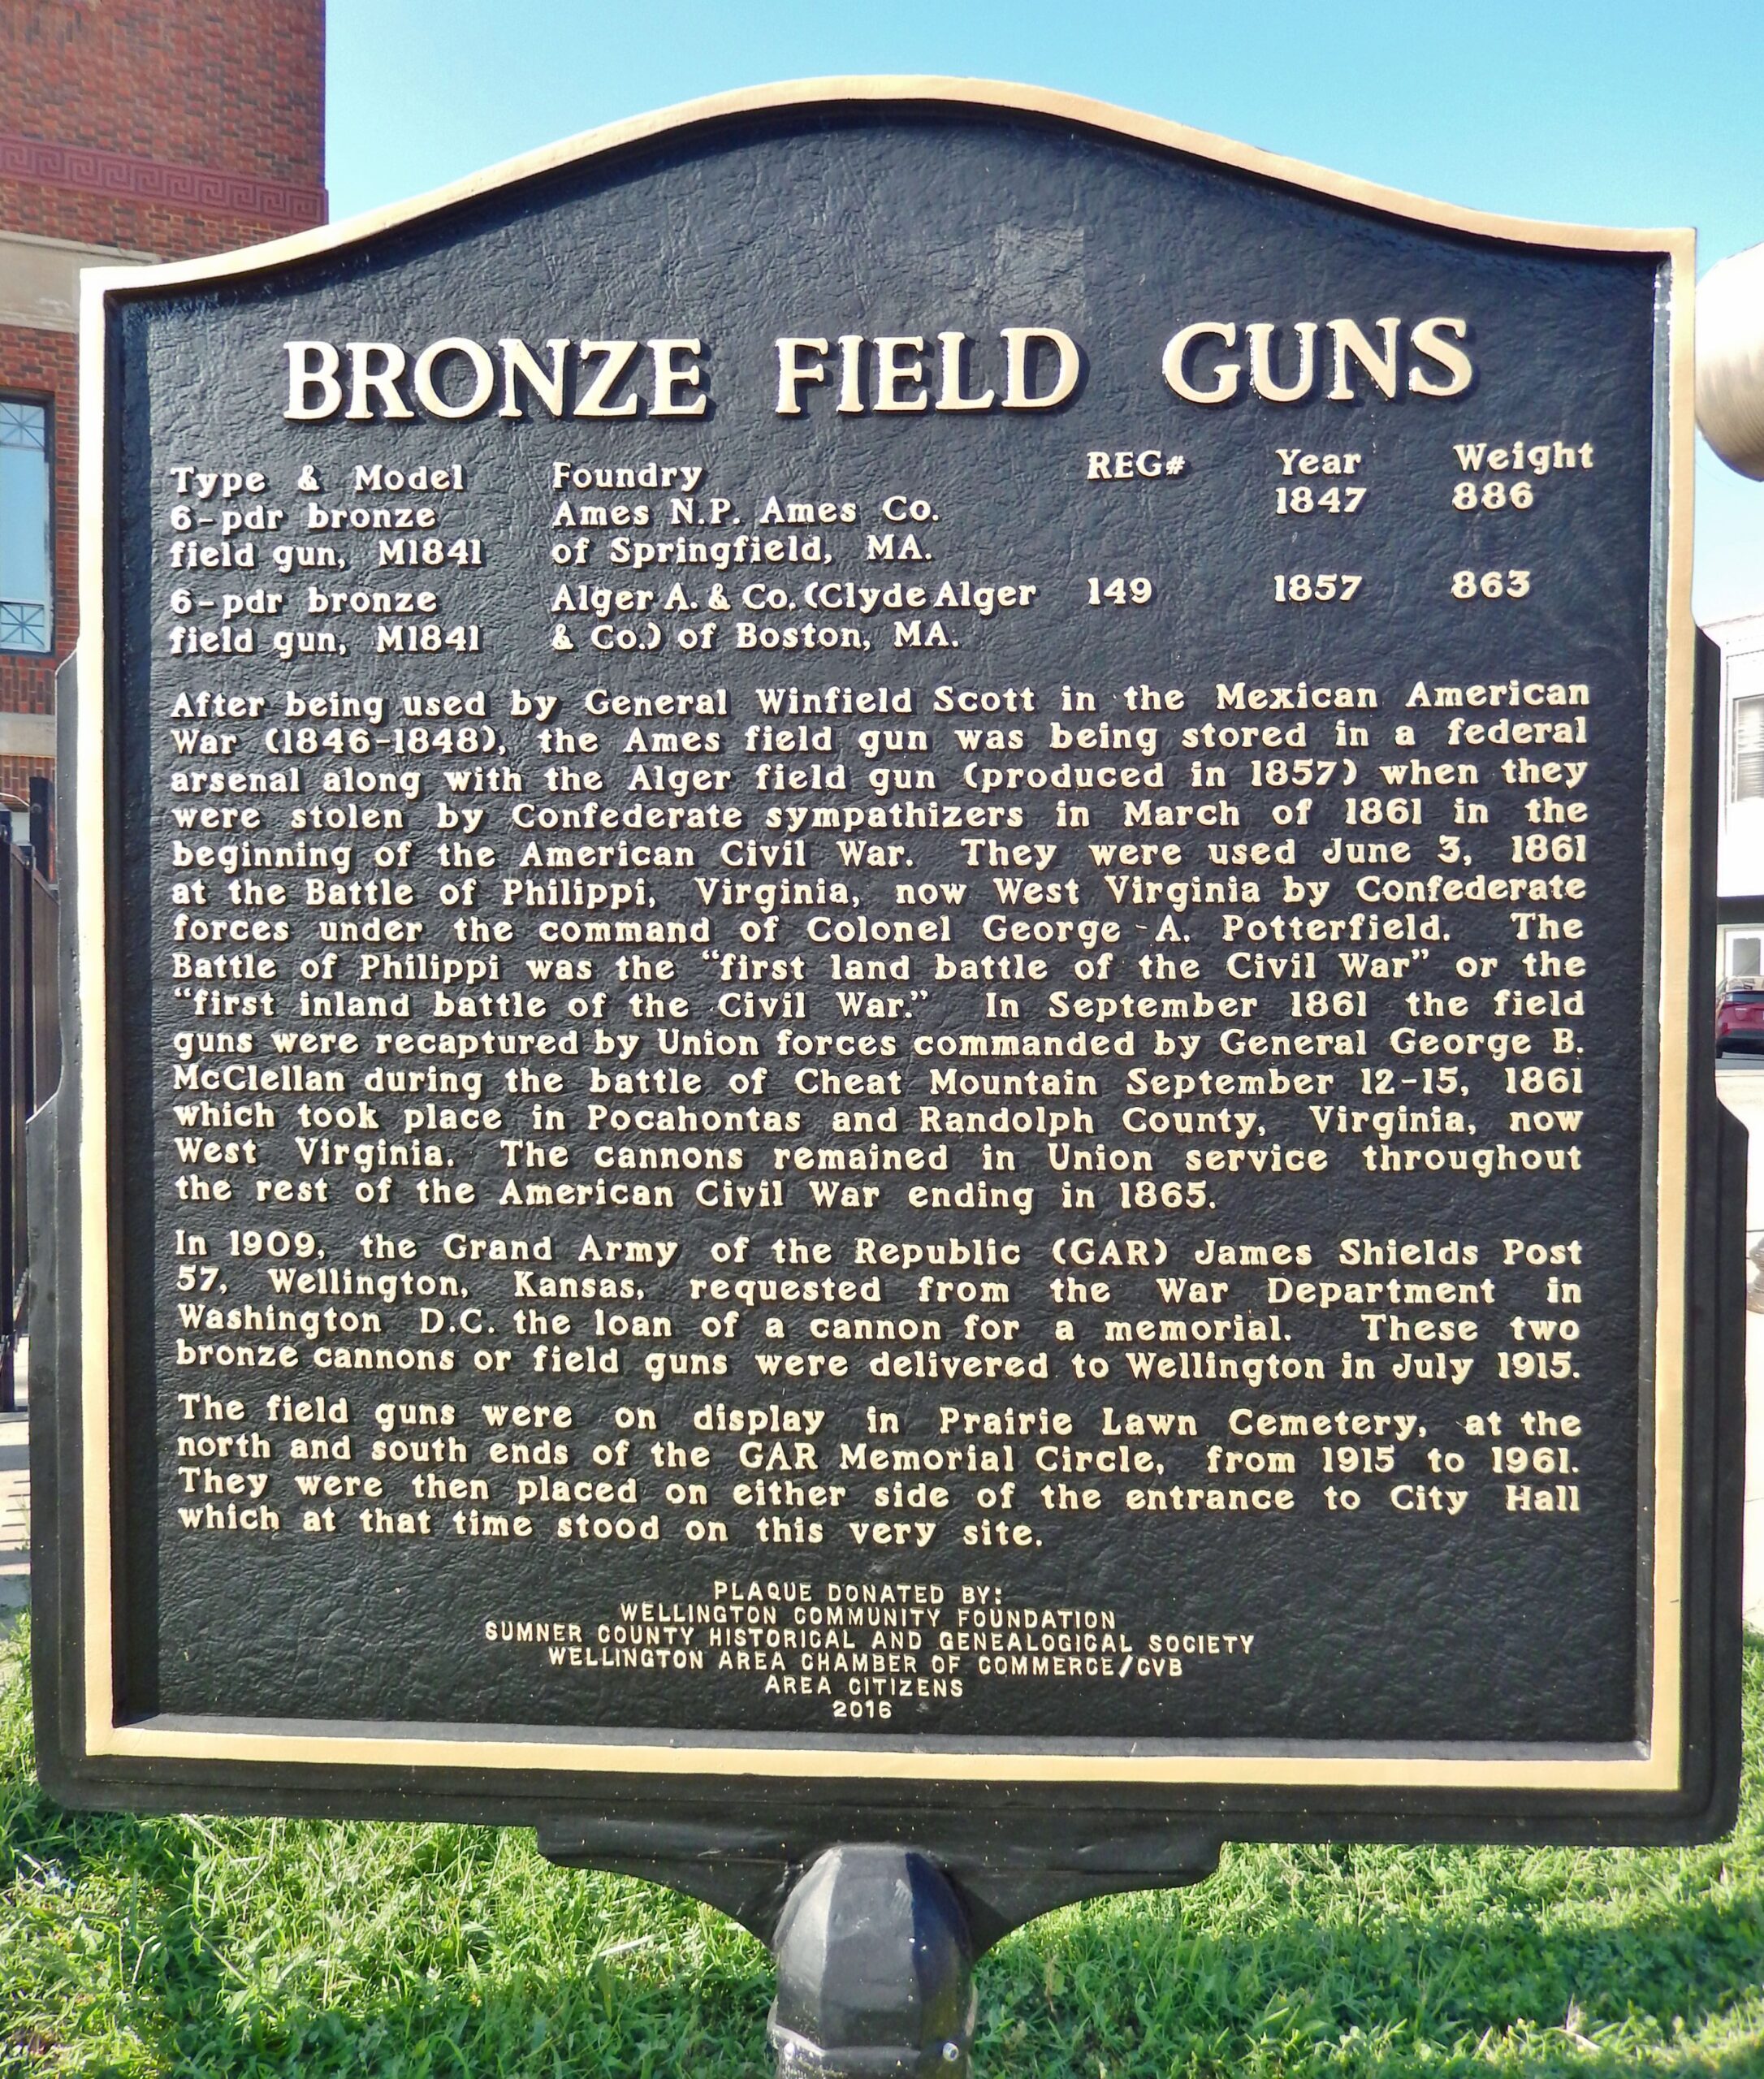 BRONZE FIELD GUNS
Type & Model Foundry REG# Year Weight
6-pdr bronze Ames N.P. Ames Co. 1847 886
field gun, M1841 of Springfield, MA.
6-pdr bronze Alger A. & Co. (Clyde Alger 149 1857 863
field gun, M1841 & Co.) of Boston, MA.
After being used by General Winfield Scott in the Mexican American
War (1846-1848), the Ames field gun was being stored in a federal
arsenal along with the Alger field gun (produced in 1857) when they
were stolen by Confederate sympathizers in March of 1861 in the
beginning of the American Civil War. They were used June 3, 1861
at the Battle of Philippi, Virginia, now West Virginia by Confederate
forces under the command of Colonel George A. Potterfield. The
Battle of Philippi was the “first land battle of the Civil War” or the
“first inland battle of the Civil War.” In September 1861 the field
guns were recaptured by Union forces commanded by General George B.
McClellan during the battle of Cheat Mountain September 12-15, 1861
which took place in Pocahontas and Randolph County, Virginia, now
West Virginia. The cannons remained in Union service throughout
the rest of the American Civil War ending in 1865.
In 1909, the Grand Army of the Republic (GAR) James Shields Post
57, Wellington, Kansas, requested from the War Department in
Washington D.C. the loan of a cannon for a memorial. These two
bronze cannons or field guns were delivered to Wellington in July 1915.
The field guns were on display in Prairie Lawn Cemetery, at the
north and south ends of the GAR Memorial Circle, from 1915 to 1961.
They were then placed on either side of the entrance to City Hall
which at that time stood on this very site.
PLAQUE DONATED BY:
WELLINGTON COMMUNITY FOUNDATION
SUMNER COUNTY HISTORICAL AND GENEALOGICAL SOCIETY
WELLINGTON AREA CHAMBER OF COMMERCE/CVB
AREA CITIZENS
2016